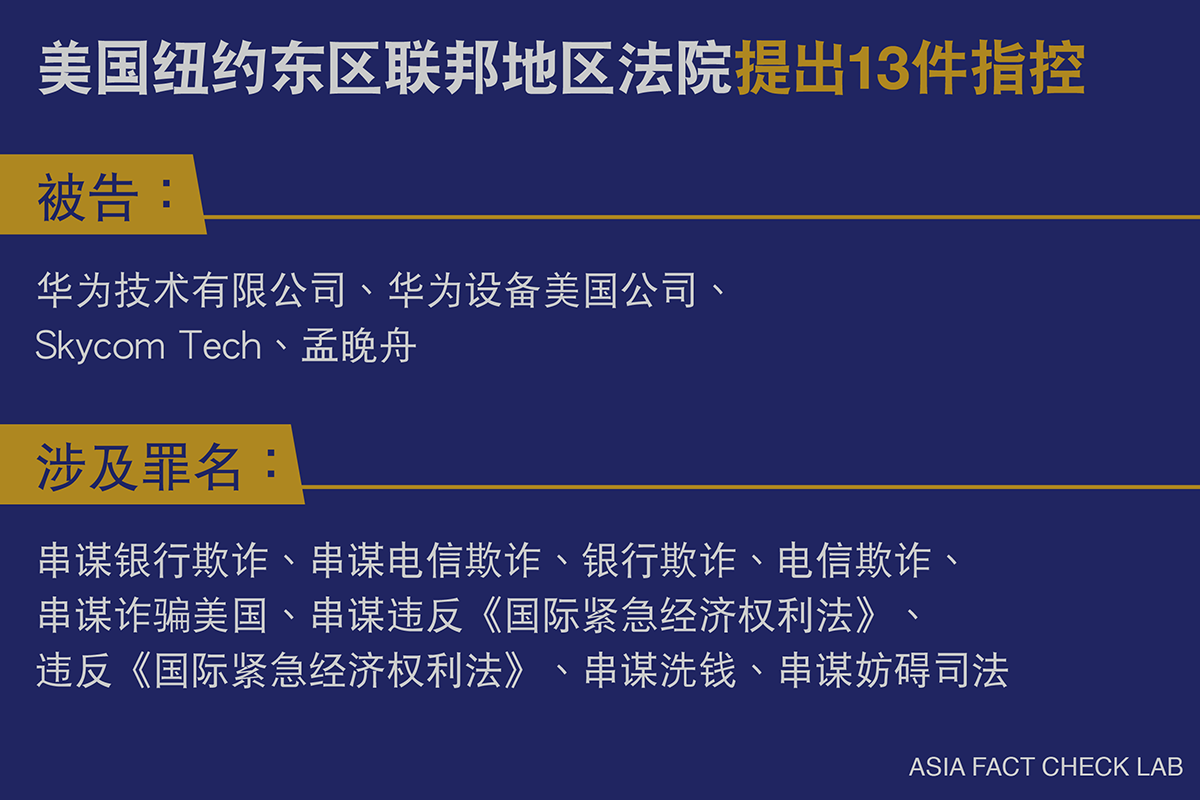 美国纽约东区联邦地区法院提出13件指控
被告：
华为技术有限公司、华为设备美国公司、
Skycom Tech、孟晚舟
涉及罪名：
串谋银行欺诈、串谋电信欺诈、银行欺诈、电信欺诈、
串谋诈骗美国、串谋违反《国际紧急经济权利法》、
违反《国际紧急经济权利法》、串谋洗钱、串谋妨碍司法
ASIA FACT CHECK LAB